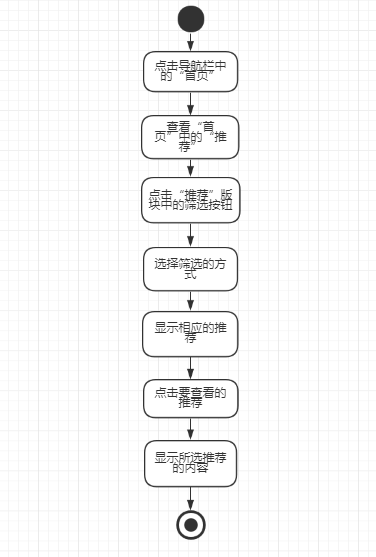 点击导航栏中
的“首页”
查看“首
页”中的“推
荐”
点击“推荐”版
块中的筛选按钮
选择筛选的方
式
显示相应的推
荐
点击要查看的
推荐
显示所选推荐
的内容